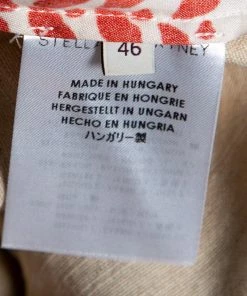 46
MADE IN HUNGARY
FABRIQUE EN HONGRIE
HERGESTELLT IN UNGARN
HECHO EN HUNGRIA
ハンガリー製